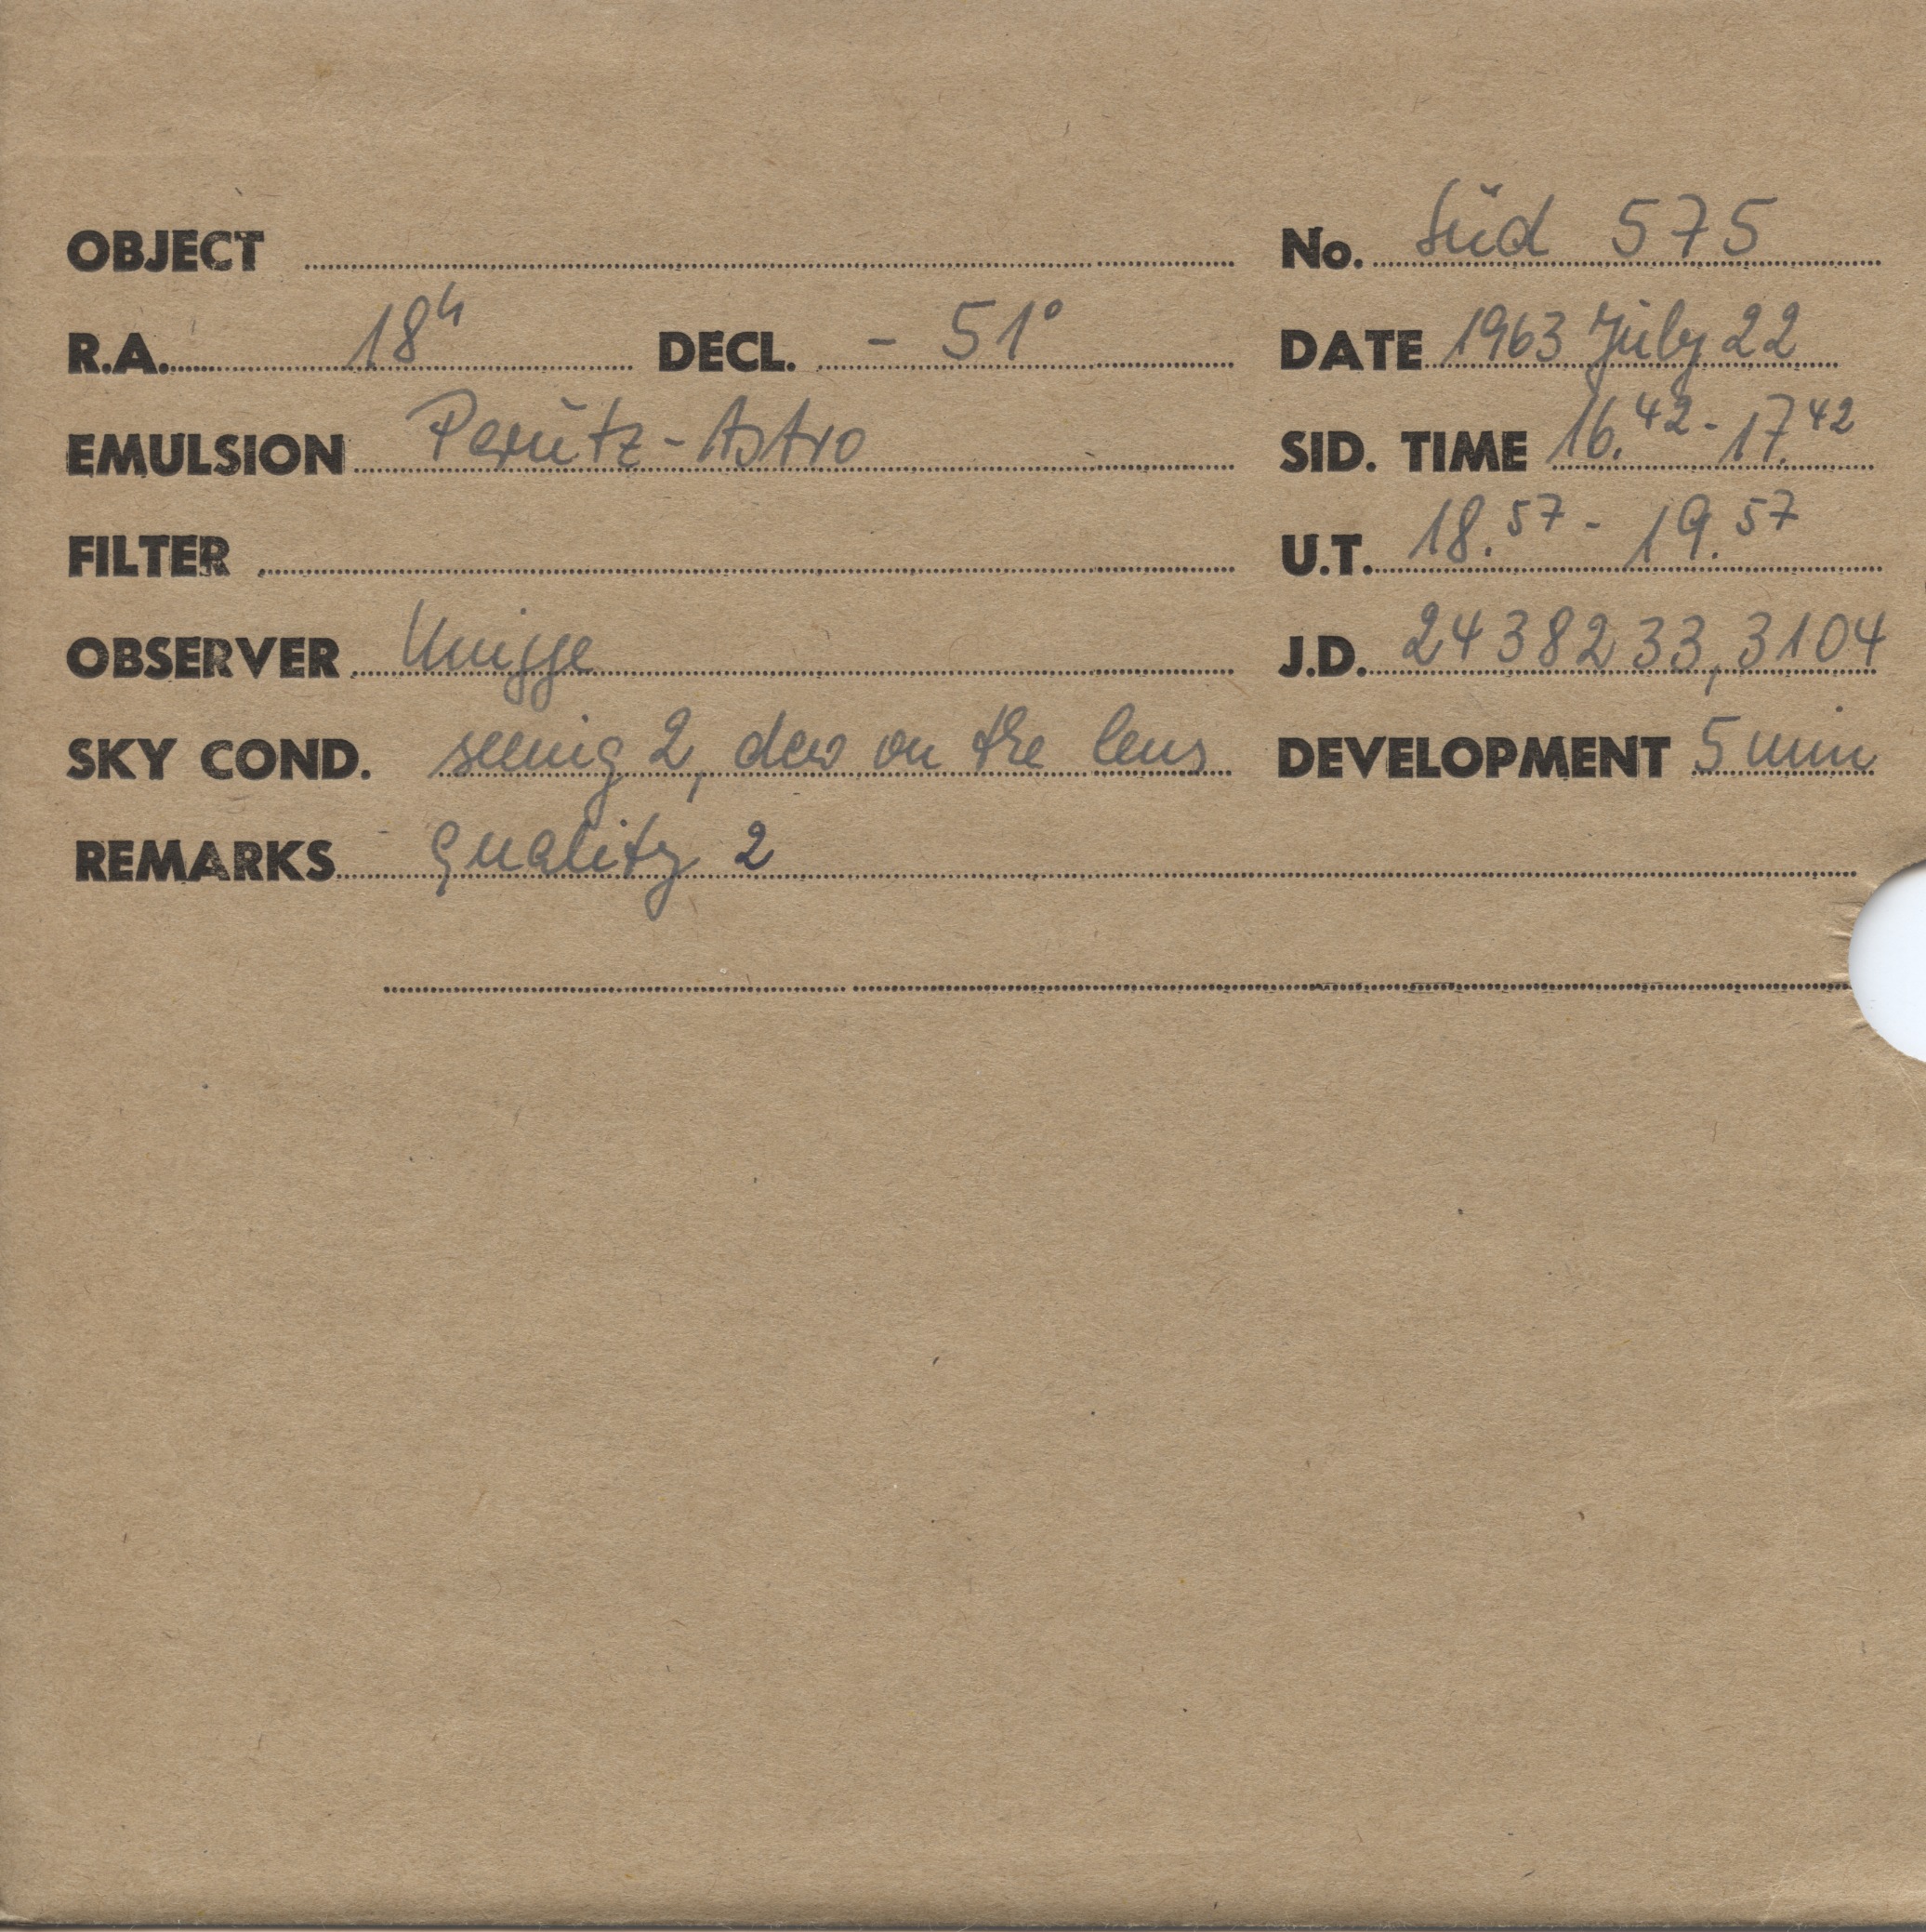 OBJECT No. Süd 575
R.A. 18h DECL. - 51° DATE 1963 July 22
EMULSION Perutz-Astro SID. TIME 16.42 - 17.42
FILTER U.T. 18.57 - 19.57
OBSERVER Knigge J.D. 2438233,3104
SKY COND. seeing 2, dew on the lens DEVELOPMENT 5 min
REMARKS quality 2